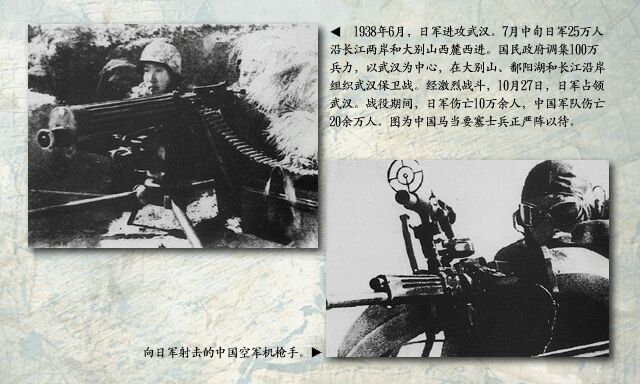 ◀ 1938年6月，日军进攻武汉。7月中旬日军25万人
沿长江两岸和大别山西麓西进。国民政府调集100万
兵力，以武汉为中心，在大别山、鄱阳湖和长江沿岸
组织武汉保卫战。经激烈战斗，10月27日，日军占领
武汉。战役期间，日军伤亡10万余人，中国军队伤亡
20余万人。图为中国马当要塞士兵正严阵以待。
向日军射击的中国空军机枪手。▶